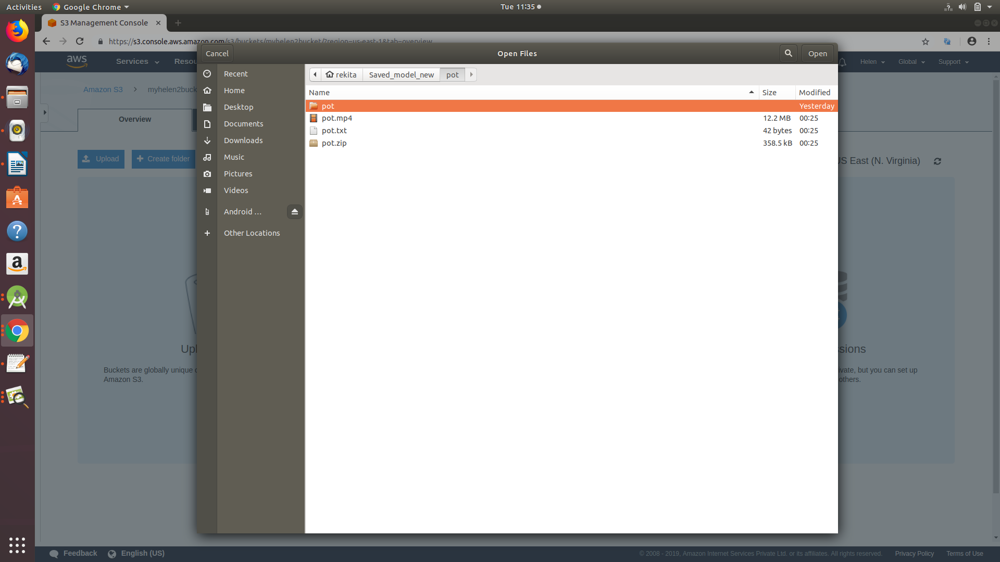 Activities
Google Chrome
Tue 11:35
S3 Management Console
https://s3.console.aws.amazon.com/s3/buckets/myhelen2bucket/?region=us-east-1&tab=overview
Cancel
Open Files
Open
aws
Services
Resou
Helen
Global
Support
Recent
Home
Desktop
Documents
Downloads
Music
Pictures
Videos
Android ...
Other Locations
rekita
Saved_model_new
pot
Name
Size
Modified
pot
Yesterday
pot.mp4
12.2 MB
00:25
pot.txt
42 bytes
00:25
pot.zip
358.5 kB
00:25
Amazon S3
myhelen2buck
Overview
Upload
Create folder
US East (N. Virginia)
Upl
Buckets are globally unique
Amazon S3.
ssions
ivate, but you can set up
others.
Feedback
English (US)
© 2008 - 2019, Amazon Internet Services Private Ltd. or its affiliates. All rights reserved.
Privacy Policy
Terms of Use